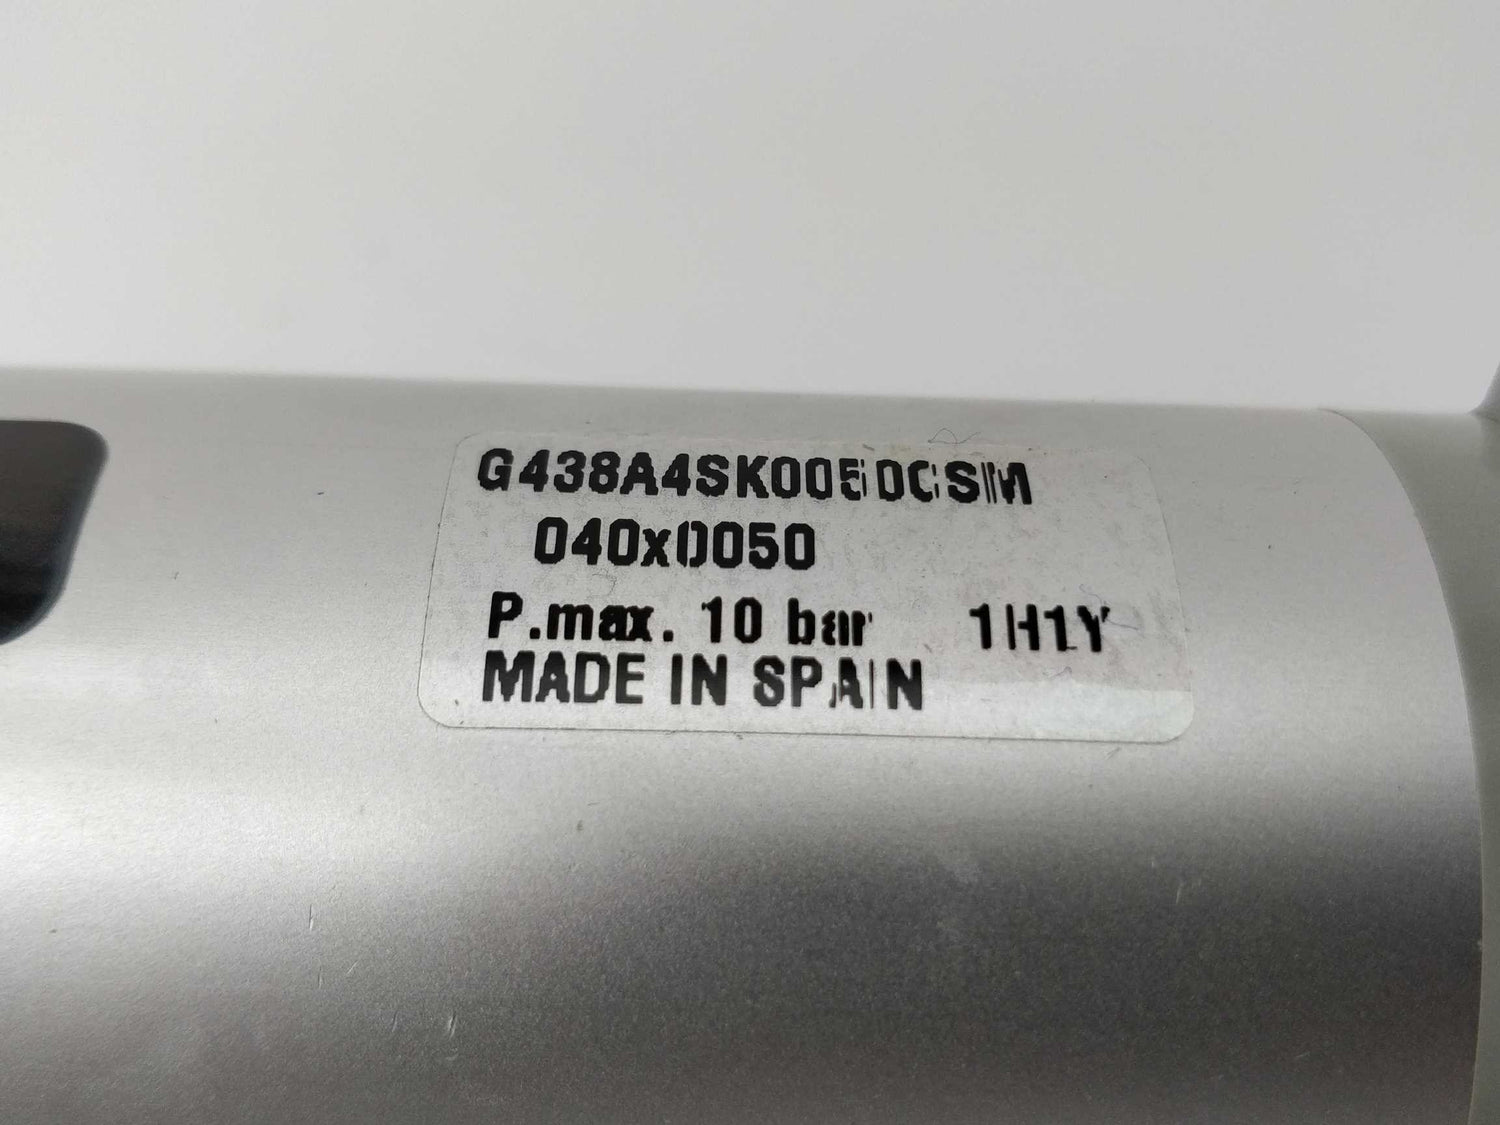 G438A4SK0050CSM
040x0050
P.max. 10 bar 1H1Y
MADE IN SPAIN